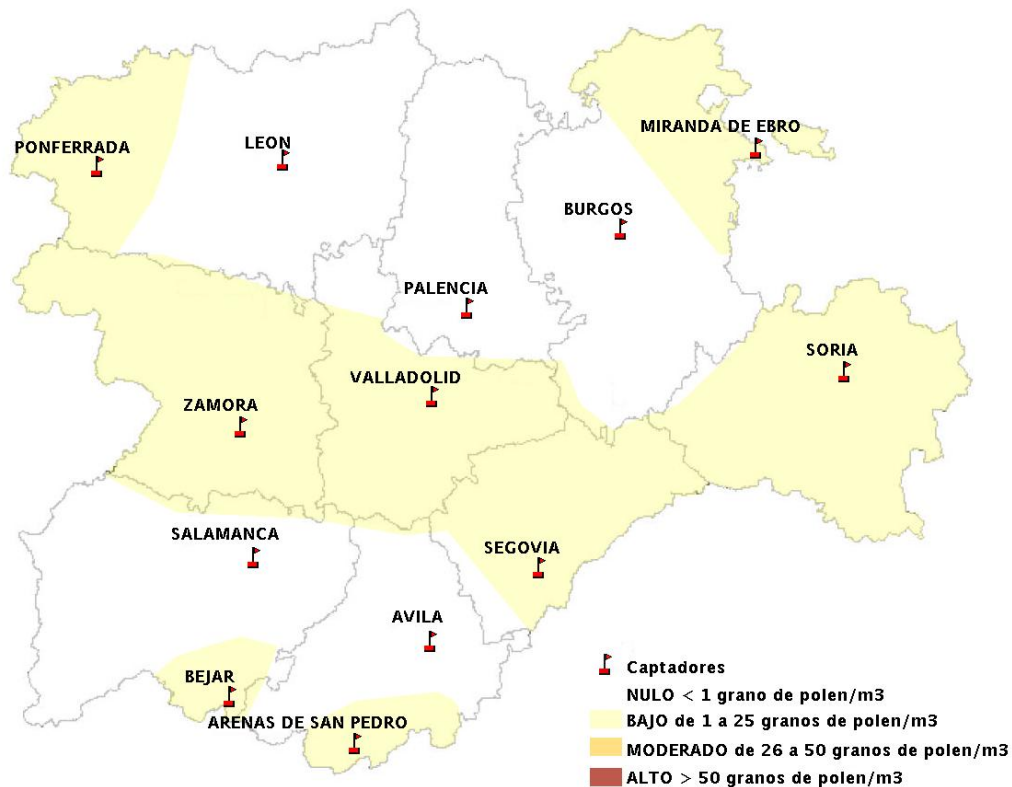 MIRANDA DE EBRO
PONFERRADA
LEON
BURGOS
PALENCIA
SORIA
VALLADOLID
ZAMORA
SALAMANCA
SEGOVIA
AVILA
BEJAR
ARENAS DE SAN PEDRO
Captadores
NULO < 1 grano de polen/m3
BAJO de 1 a 25 granos de polen/m3
MODERADO de 26 a 50 granos de polen/m3
ALTO > 50 granos de polen/m3